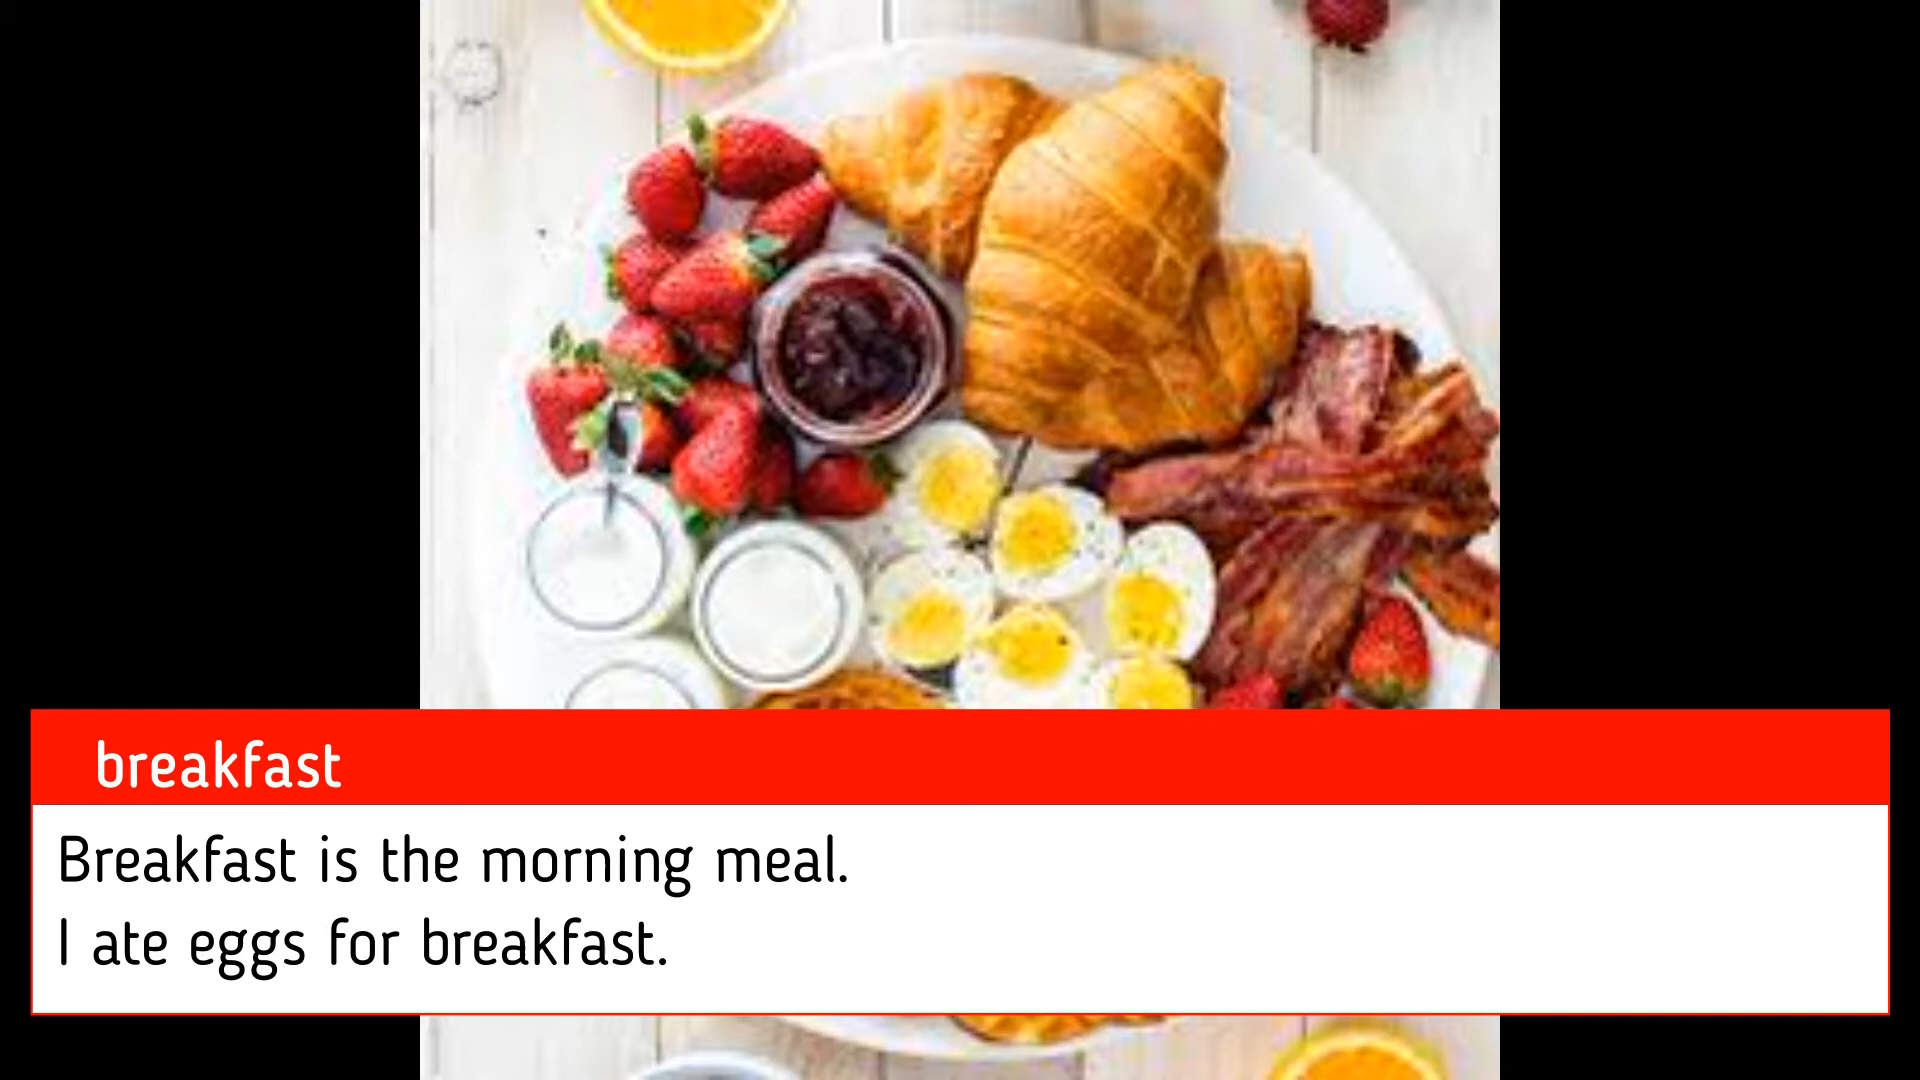 breakfast
Breakfast is the morning meal.
I ate eggs for breakfast.